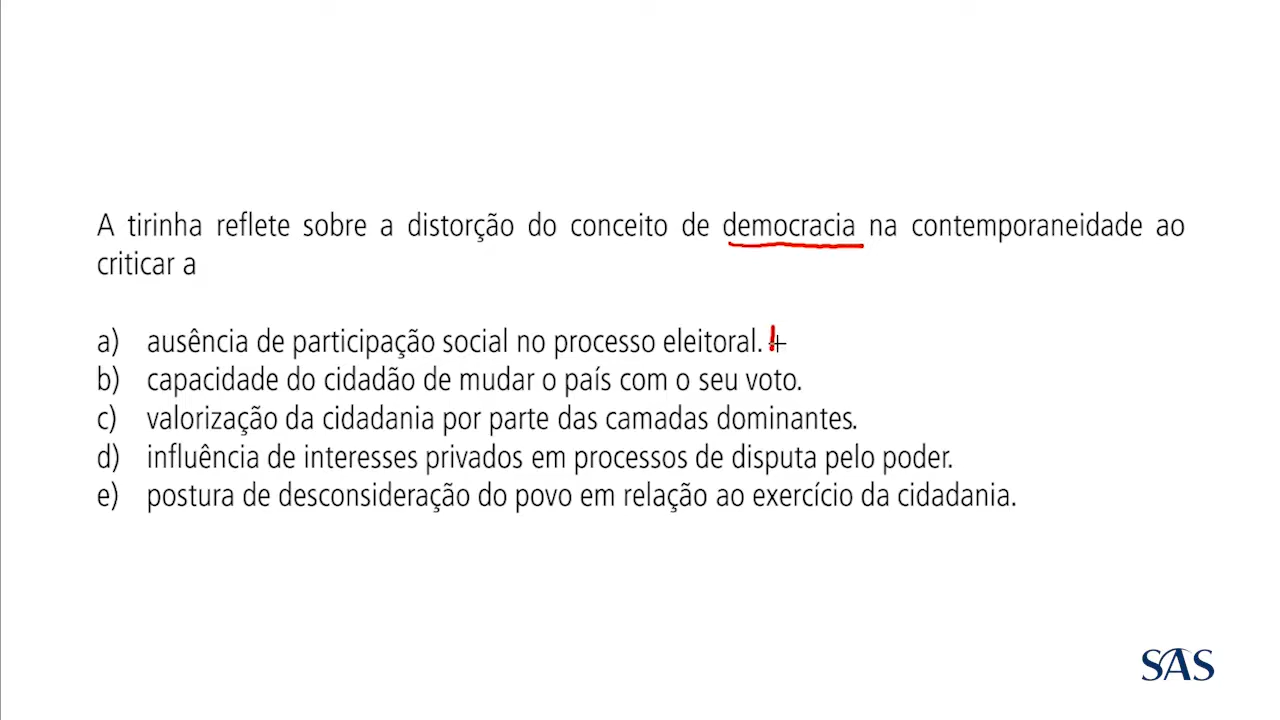 A tirinha reflete sobre a distorção do conceito de democracia na contemporaneidade ao
criticar a
a) ausência de participação social no processo eleitoral.
b) capacidade do cidadão de mudar o país com o seu voto.
c) valorização da cidadania por parte das camadas dominantes.
d) influência de interesses privados em processos de disputa pelo poder.
e) postura de desconsideração do povo em relação ao exercício da cidadania.
SAS